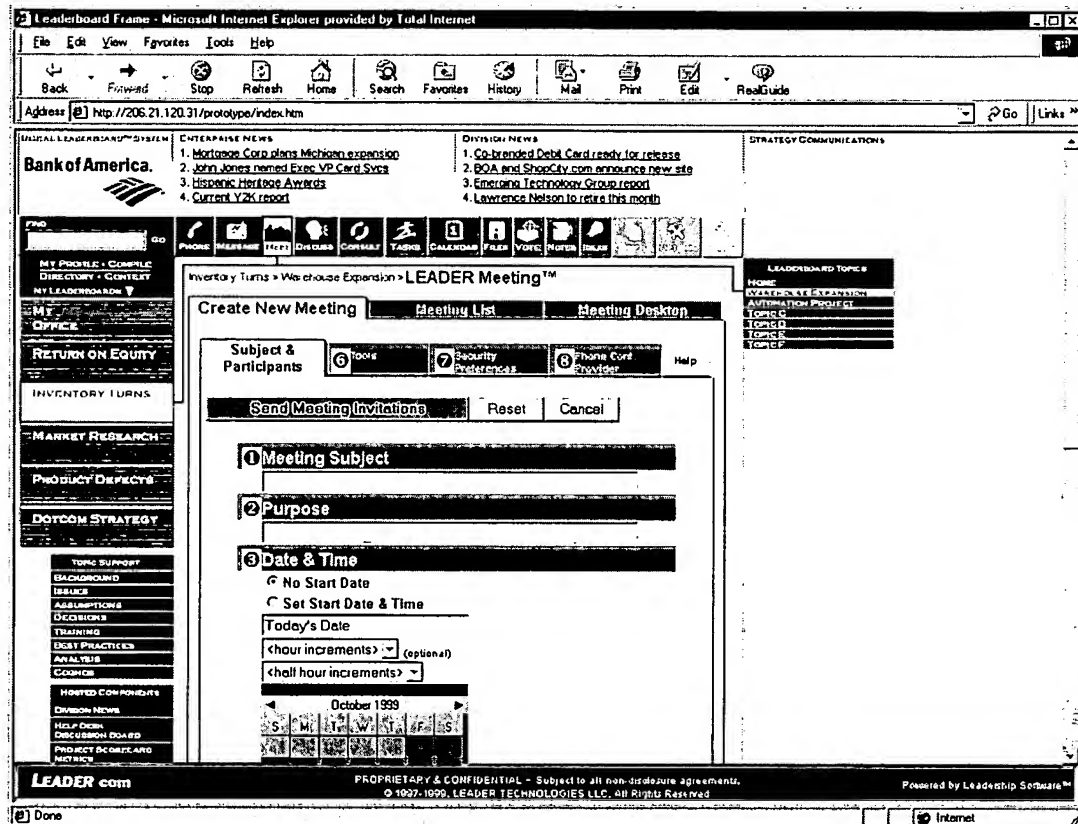 Leaderboard Frame - Microsoft Internet Explorer provided by Total Internet
File Edit View Favorites Tools Help
Back Forward Stop Refresh Home Search Favorites History Mail Print Edit RealGuide
Address http://206.21.120.31/prototype/index.htm Go Links »
DIGITAL LEADERBOARD™ SYSTEM
Bank of America.
ENTERPRISE NEWS
1. Mortgage Corp plans Michigan expansion
2. John Jones named Exec VP Card Svcs
3. Hispanic Heritage Awards
4. Current Y2K report
DIVISION NEWS
1. Co-branded Debit Card ready for release
2. BOA and ShopCity.com announce new site
3. Emerging Technology Group report
4. Lawrence Nelson to retire this month
STRATEGY COMMUNICATIONS
FIND
GO
PHONE MESSAGE MEET DISCUSS CONSULT TASKS CALENDAR FILES VOTE NOTES IDEAS
MY PROFILE • COMPILE
DIRECTORY • CONTEXT
MY LEADERBOARDS ▼
MY OFFICE
RETURN ON EQUITY
INVENTORY TURNS
MARKET RESEARCH
PRODUCT DEFECTS
DOTCOM STRATEGY
TOPIC SUPPORT
BACKGROUND
ISSUES
ASSUMPTIONS
DECISIONS
TRAINING
BEST PRACTICES
ANALYSIS
COGNOS
HOSTED COMPONENTS
DIVISION NEWS
HELP DESK
DISCUSSION BOARD
PROJECT SCORECARD
METRICS
Inventory Turns » Warehouse Expansion » LEADER Meeting™
Create New Meeting Meeting List Meeting Desktop
Subject & Participants
6 Tools
7 Security Preferences
8 Phone Conf. Provider
Help
Send Meeting Invitations Reset Cancel
1 Meeting Subject
2 Purpose
3 Date & Time
No Start Date
Set Start Date & Time
Today's Date
<hour increments> (optional)
<half hour increments>
October 1999
S M T W T F S
LEADERBOARD TOPICS
HOME
WAREHOUSE EXPANSION
AUTOMATION PROJECT
TOPIC C
TOPIC D
TOPIC E
TOPIC F
LEADER com
PROPRIETARY & CONFIDENTIAL - Subject to all non-disclosure agreements.
© 1997-1999, LEADER TECHNOLOGIES LLC. All Rights Reserved
Powered by Leadership Software™
Done Internet